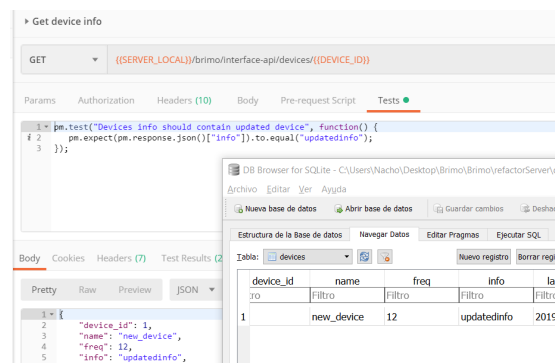 Get device info
GET {{SERVER_LOCAL}}/brimo/interface-api/devices/{{DEVICE_ID}}
Params Authorization Headers (10) Body Pre-request Script Tests
1 pm.test("Devices info should contain updated device", function() {
i 2 pm.expect(pm.response.json()["info"]).to.equal("updatedinfo");
3 });
DB Browser for SQLite - C:\Users\Nacho\Desktop\Brimo\Brimo\refactorServer\
Archivo Editar Ver Ayuda
Nueva base de datos Abrir base de datos Guardar cambios
Estructura de la Base de datos Navegar Datos Editar Pragmas Ejecutar SQL
Tabla: devices Nuevo registro
device_id name freq info
Filtro Filtro Filtro
1 new_device 12 updatedinfo 2019
Body Cookies Headers (7) Test Results
Pretty Raw Preview JSON
1 {
2 "device_id": 1,
3 "name": "new_device",
4 "freq": 12,
5 "info": "updatedinfo",